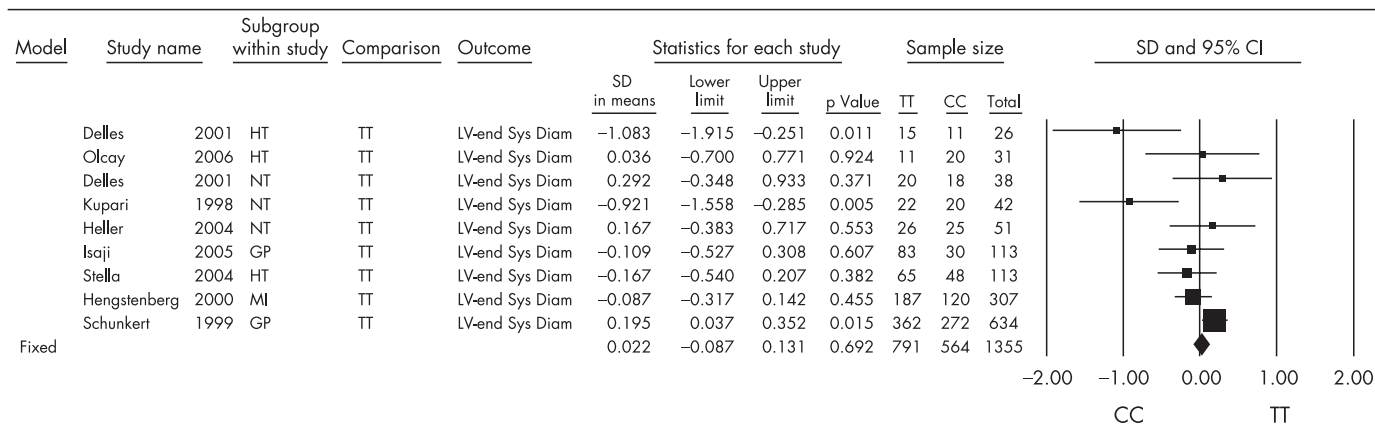 Model Study name Subgroup within study Comparison Outcome Statistics for each study Sample size SD and 95% CI
SD in means Lower limit Upper limit p Value TT CC Total
Delles 2001 HT TT LV-end Sys Diam −1.083 −1.915 −0.251 0.011 15 11 26
Olcay 2006 HT TT LV-end Sys Diam 0.036 −0.700 0.771 0.924 11 20 31
Delles 2001 NT TT LV-end Sys Diam 0.292 −0.348 0.933 0.371 20 18 38
Kupari 1998 NT TT LV-end Sys Diam −0.921 −1.558 −0.285 0.005 22 20 42
Heller 2004 NT TT LV-end Sys Diam 0.167 −0.383 0.717 0.553 26 25 51
Isaji 2005 GP TT LV-end Sys Diam −0.109 −0.527 0.308 0.607 83 30 113
Stella 2004 HT TT LV-end Sys Diam −0.167 −0.540 0.207 0.382 65 48 113
Hengstenberg 2000 MI TT LV-end Sys Diam −0.087 −0.317 0.142 0.455 187 120 307
Schunkert 1999 GP TT LV-end Sys Diam 0.195 0.037 0.352 0.015 362 272 634
Fixed 0.022 −0.087 0.131 0.692 791 564 1355
−2.00 −1.00 0.00 1.00 2.00
CC TT